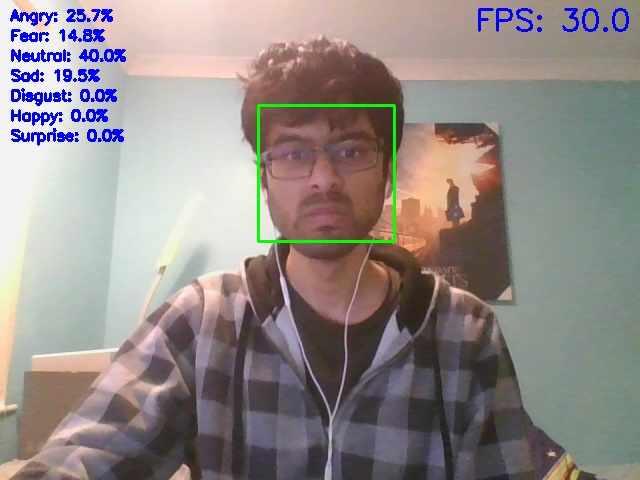 Angry: 25.7%
Fear: 14.8%
Neutral: 40.0%
Sad: 19.5%
Disgust: 0.0%
Happy: 0.0%
Surprise: 0.0%
FPS: 30.0